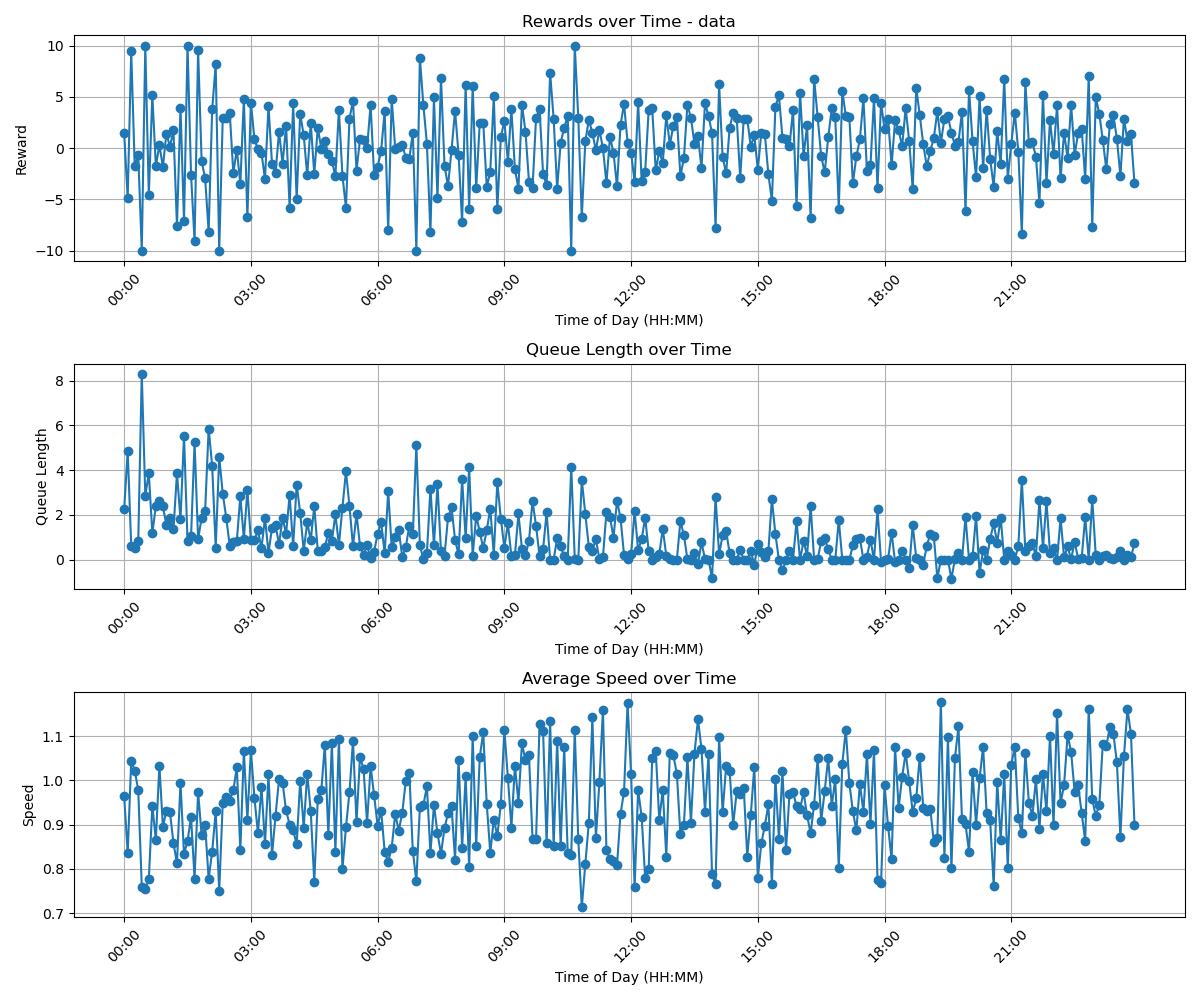 Rewards over Time - data
Reward
10
5
0
−5
−10
00:00 03:00 06:00 09:00 12:00 15:00 18:00 21:00
Time of Day (HH:MM)
Queue Length over Time
Queue Length
8
6
4
2
0
00:00 03:00 06:00 09:00 12:00 15:00 18:00 21:00
Time of Day (HH:MM)
Average Speed over Time
Speed
1.1
1.0
0.9
0.8
0.7
00:00 03:00 06:00 09:00 12:00 15:00 18:00 21:00
Time of Day (HH:MM)